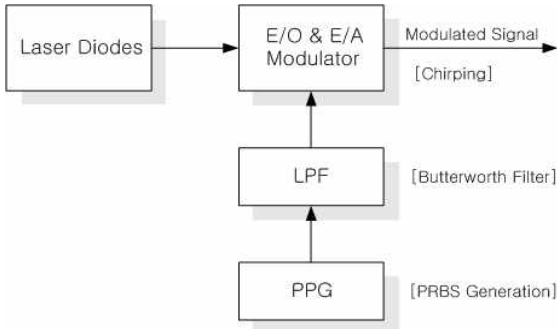 Laser Diodes
E/O & E/A
Modulator
Modulated Signal
[Chirping]
LPF
[Butterworth Filter]
PPG
[PRBS Generation]